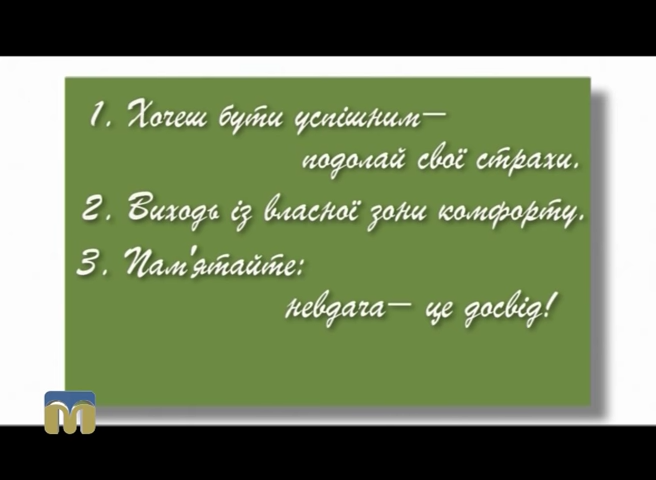 1. Хочеш бути успішним—
подолай свої страхи.
2. Виходь із власної зони комфорту.
3. Пам'ятайте:
невдача— це досвід!
m